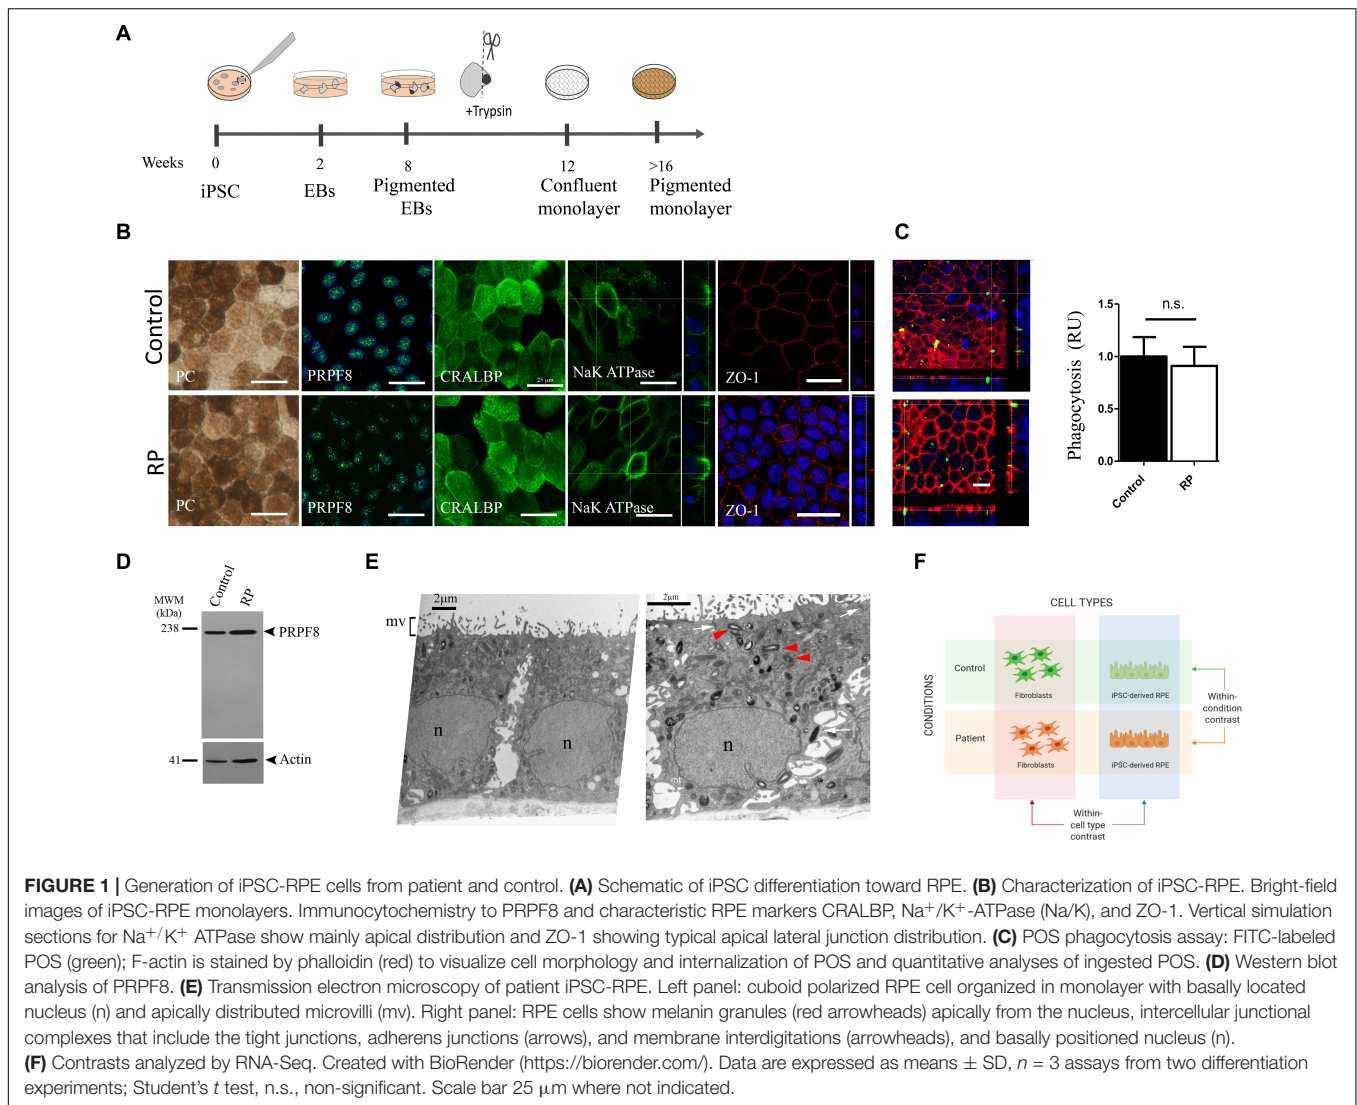 A
+Trypsin
Weeks 0 2 8 12 >16
iPSC EBs Pigmented EBs Confluent monolayer Pigmented monolayer
B
Control
PC PRPF8 CRALBP 25 μm NaK ATPase ZO-1
RP
PC PRPF8 CRALBP NaK ATPase ZO-1
C
Phagocytosis (RU)
1.5
1.0
0.5
0.0
n.s.
Control RP
D
MWM
(kDa)
Control RP
238 PRPF8
41 Actin
E
2μm
mv
n n
2μm
n
mt
F
CELL TYPES
CONDITIONS
Control
Fibroblasts iPSC-derived RPE
Patient
Fibroblasts iPSC-derived RPE
Within-
condition
contrast
Within-
cell type
contrast
FIGURE 1 | Generation of iPSC-RPE cells from patient and control. (A) Schematic of iPSC differentiation toward RPE. (B) Characterization of iPSC-RPE. Bright-field
images of iPSC-RPE monolayers. Immunocytochemistry to PRPF8 and characteristic RPE markers CRALBP, Na+/K+-ATPase (Na/K), and ZO-1. Vertical simulation
sections for Na+/K+ ATPase show mainly apical distribution and ZO-1 showing typical apical lateral junction distribution. (C) POS phagocytosis assay: FITC-labeled
POS (green); F-actin is stained by phalloidin (red) to visualize cell morphology and internalization of POS and quantitative analyses of ingested POS. (D) Western blot
analysis of PRPF8. (E) Transmission electron microscopy of patient iPSC-RPE. Left panel: cuboid polarized RPE cell organized in monolayer with basally located
nucleus (n) and apically distributed microvilli (mv). Right panel: RPE cells show melanin granules (red arrowheads) apically from the nucleus, intercellular junctional
complexes that include the tight junctions, adherens junctions (arrows), and membrane interdigitations (arrowheads), and basally positioned nucleus (n).
(F) Contrasts analyzed by RNA-Seq. Created with BioRender (https://biorender.com/). Data are expressed as means ± SD, n = 3 assays from two differentiation
experiments; Student's t test, n.s., non-significant. Scale bar 25 μm where not indicated.